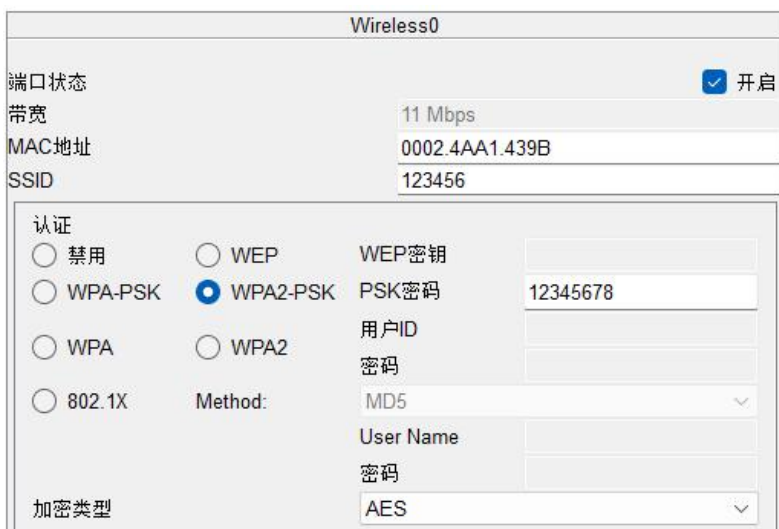 Wireless0
端口状态 开启
带宽 11 Mbps
MAC地址 0002.4AA1.439B
SSID 123456
认证
禁用 WEP WEP密钥
WPA-PSK WPA2-PSK PSK密码 12345678
用户ID
WPA WPA2
密码
802.1X Method: MD5
User Name
密码
加密类型 AES